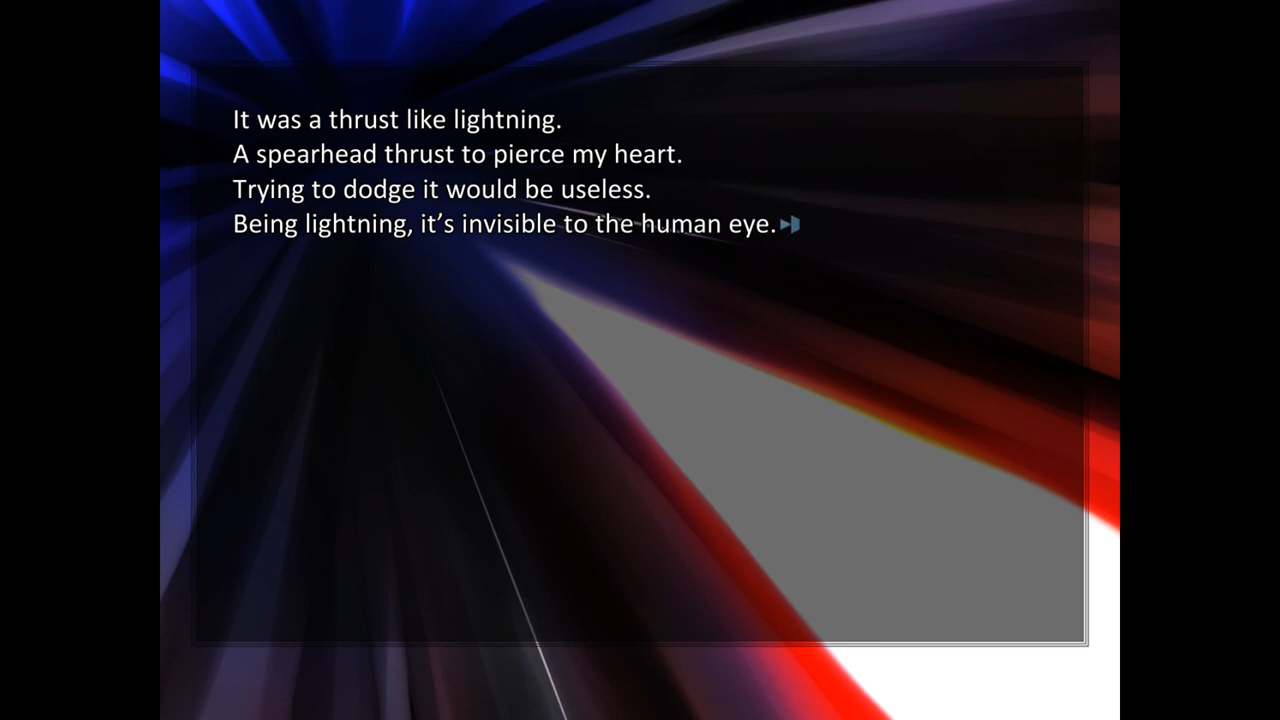 It was a thrust like lightning.
A spearhead thrust to pierce my heart.
Trying to dodge it would be useless.
Being lightning, it’s invisible to the human eye.